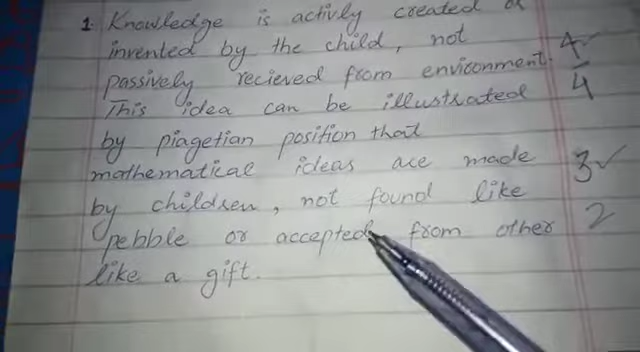 1. Knowledge is activly created or
invented by the child, not 4
passively recieved from environment. 4
This idea can be illustrated
by piagetian position that
mathematical ideas are made 3
by children, not found like 2
pebble or accepted from other
like a gift.